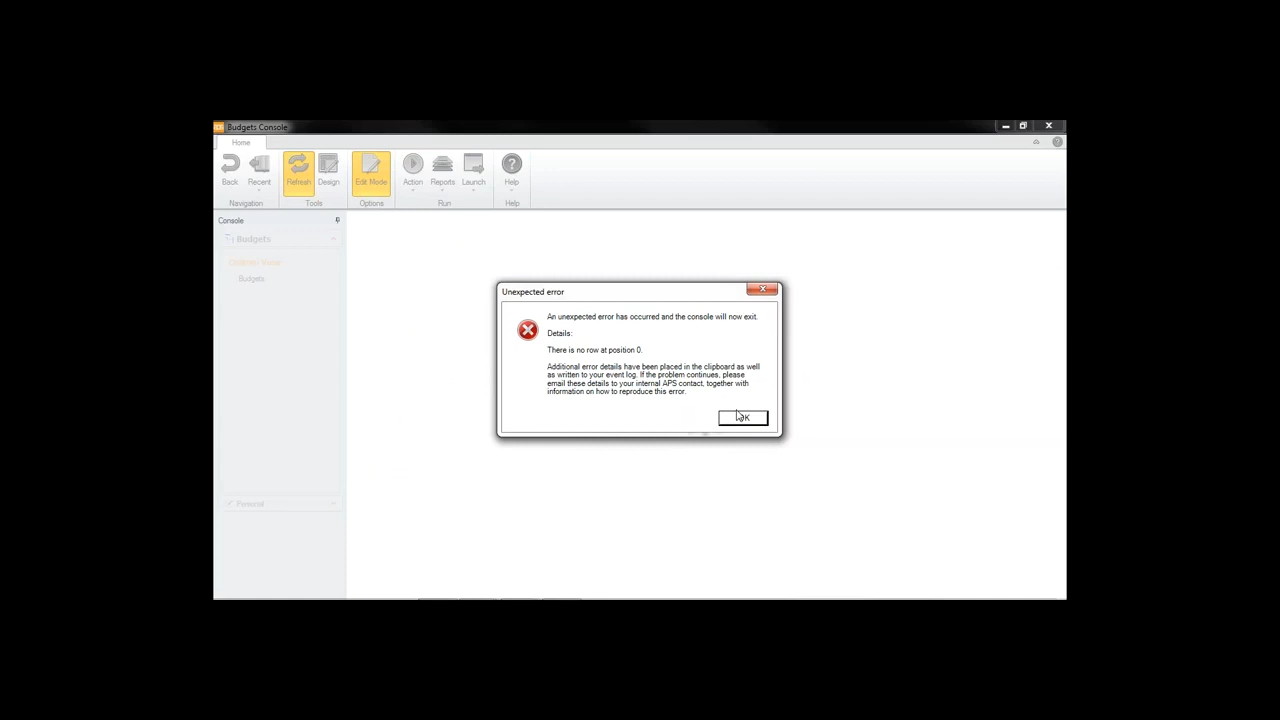 Budgets Console
Home
Back
Recent
Refresh
Design
Edit Mode
Action
Reports
Launch
Help
Navigation
Tools
Options
Run
Help
Console
Budgets
Budgets
Personal
Unexpected error
An unexpected error has occurred and the console will now exit.
Details:
There is no row at position 0.
Additional error details have been placed in the clipboard as well
as written to your event log. If the problem continues, please
email these details to your internal APS contact, together with
information on how to reproduce this error.
OK